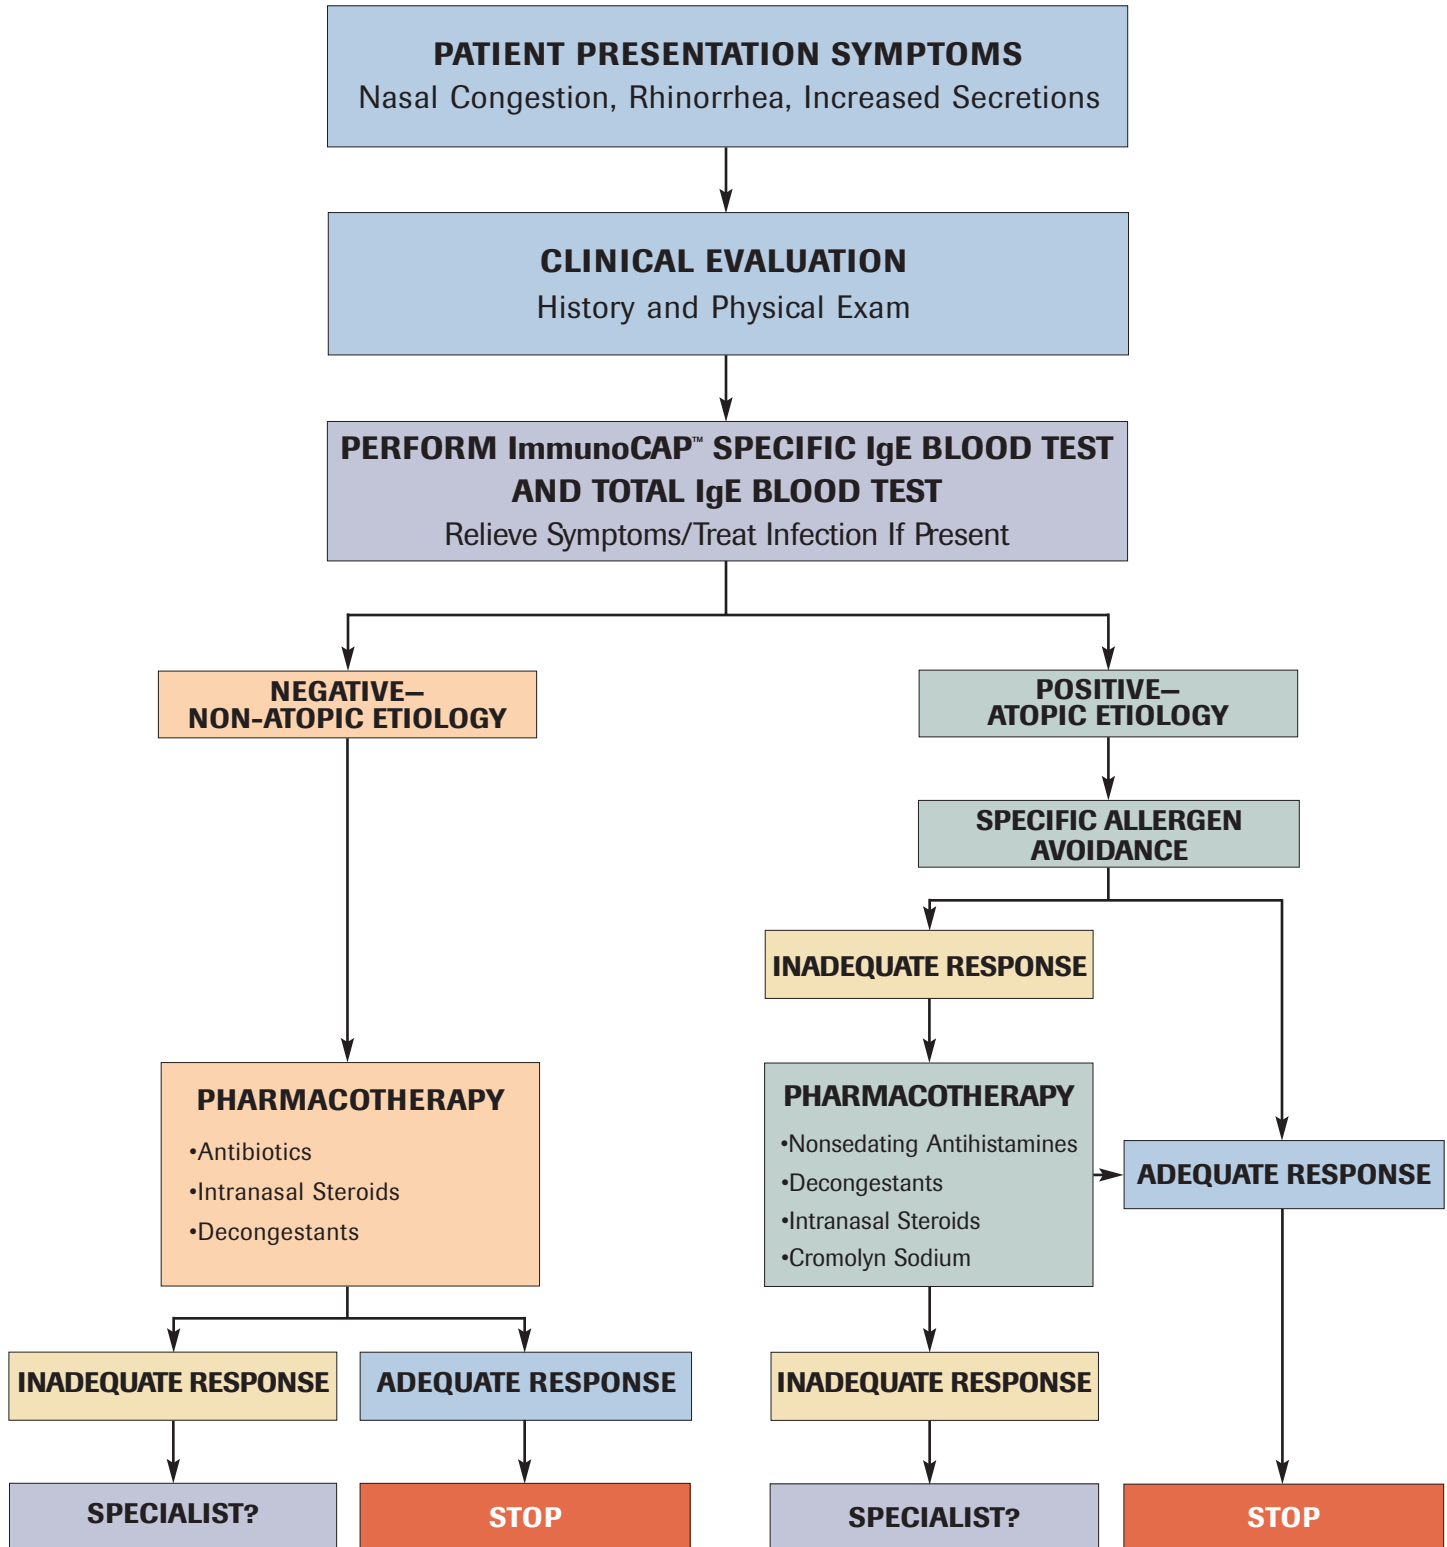 PATIENT PRESENTATION SYMPTOMS
Nasal Congestion, Rhinorrhea, Increased Secretions
CLINICAL EVALUATION
History and Physical Exam
PERFORM ImmunoCAP™ SPECIFIC IgE BLOOD TEST
AND TOTAL IgE BLOOD TEST
Relieve Symptoms/Treat Infection If Present
NEGATIVE–
NON-ATOPIC ETIOLOGY
POSITIVE–
ATOPIC ETIOLOGY
SPECIFIC ALLERGEN
AVOIDANCE
INADEQUATE RESPONSE
PHARMACOTHERAPY
•Antibiotics
•Intranasal Steroids
•Decongestants
PHARMACOTHERAPY
•Nonsedating Antihistamines
•Decongestants
•Intranasal Steroids
•Cromolyn Sodium
ADEQUATE RESPONSE
INADEQUATE RESPONSE
ADEQUATE RESPONSE
INADEQUATE RESPONSE
SPECIALIST?
STOP
SPECIALIST?
STOP